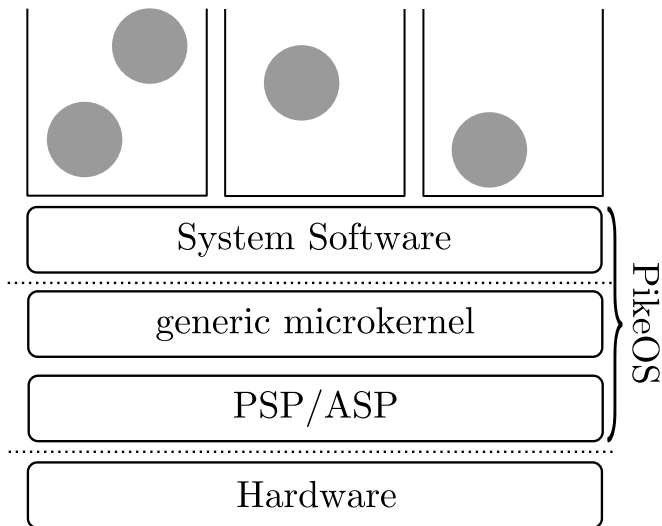 System Software
generic microkernel
PSP/ASP
Hardware
PikeOS